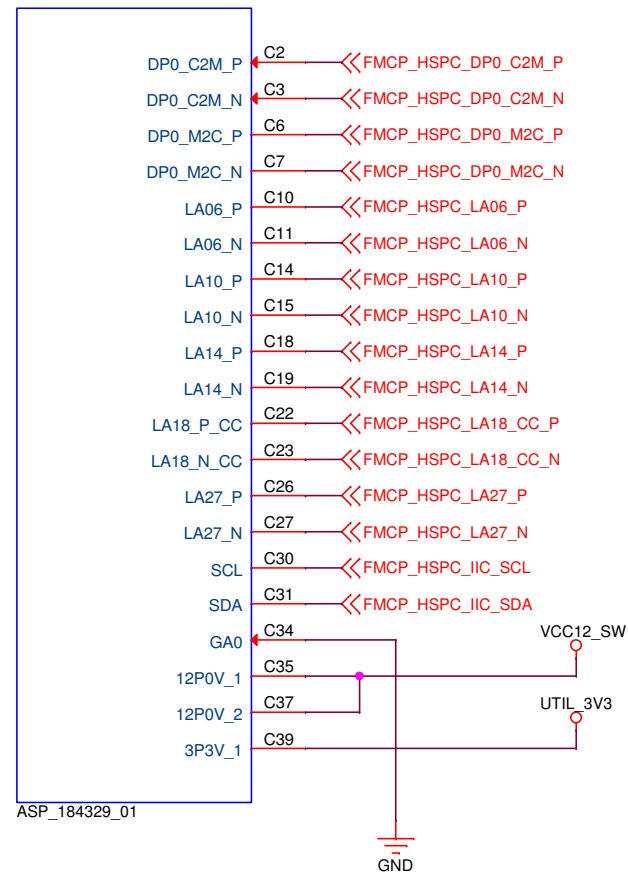 DP0_C2M_P C2 FMCP_HSPC_DP0_C2M_P
DP0_C2M_N C3 FMCP_HSPC_DP0_C2M_N
DP0_M2C_P C6 FMCP_HSPC_DP0_M2C_P
DP0_M2C_N C7 FMCP_HSPC_DP0_M2C_N
LA06_P C10 FMCP_HSPC_LA06_P
LA06_N C11 FMCP_HSPC_LA06_N
LA10_P C14 FMCP_HSPC_LA10_P
LA10_N C15 FMCP_HSPC_LA10_N
LA14_P C18 FMCP_HSPC_LA14_P
LA14_N C19 FMCP_HSPC_LA14_N
LA18_P_CC C22 FMCP_HSPC_LA18_CC_P
LA18_N_CC C23 FMCP_HSPC_LA18_CC_N
LA27_P C26 FMCP_HSPC_LA27_P
LA27_N C27 FMCP_HSPC_LA27_N
SCL C30 FMCP_HSPC_IIC_SCL
SDA C31 FMCP_HSPC_IIC_SDA
GA0 C34
VCC12_SW
12P0V_1 C35
12P0V_2 C37
UTIL_3V3
3P3V_1 C39
ASP_184329_01
GND